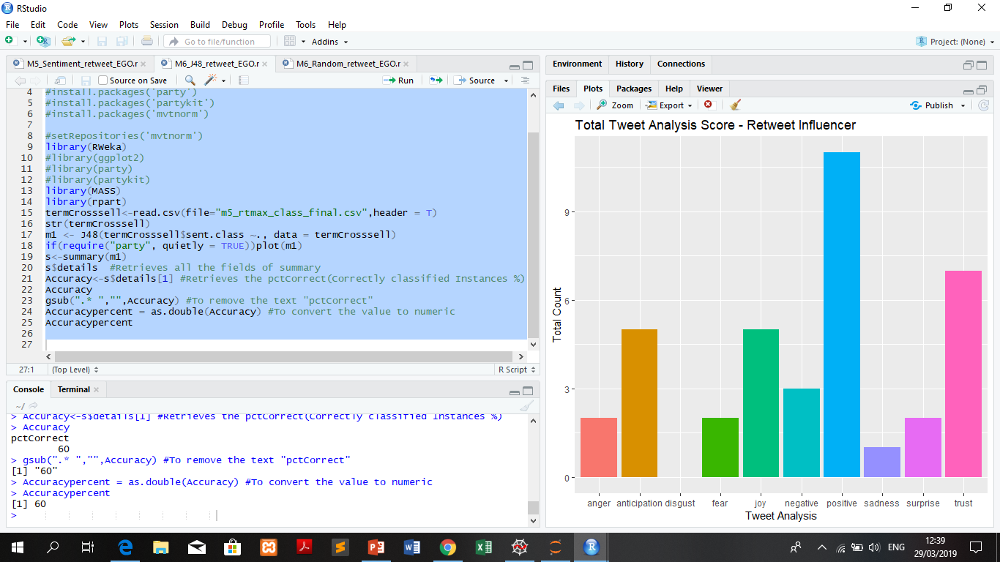 RStudio
File Edit Code View Plots Session Build Debug Profile Tools Help
Go to file/function Addins Project: (None)
M5_Sentiment_retweet_EGO.r M6_J48_retweet_EGO.r M6_Random_retweet_EGO.r
Source on Save Run Source
4 #install.packages('party')
5 #install.packages('partykit')
6 #install.packages('mvtnorm')
7
8 #setRepositories('mvtnorm')
9 library(RWeka)
10 #library(ggplot2)
11 #library(party)
12 #library(partykit)
13 library(MASS)
14 library(rpart)
15 termCrosssell<-read.csv(file="m5_rtmax_class_final.csv",header = T)
16 str(termCrosssell)
17 m1 <- J48(termCrosssell$sent.class ~., data = termCrosssell)
18 if(require("party", quietly = TRUE))plot(m1)
19 s<-summary(m1)
20 s$details  #Retrieves all the fields of summary
21 Accuracy<-s$details[1] #Retrieves the pctCorrect(Correctly classified Instances %)
22 Accuracy
23 gsub(".* ","",Accuracy) #To remove the text "pctCorrect"
24 Accuracypercent = as.double(Accuracy) #To convert the value to numeric
25 Accuracypercent
26
27
27:1 (Top Level) R Script
Console Terminal
~/
> Accuracy<-s$details[1] #Retrieves the pctCorrect(Correctly classified Instances %)
> Accuracy
pctCorrect
60
> gsub(".* ","",Accuracy) #To remove the text "pctCorrect"
[1] "60"
> Accuracypercent = as.double(Accuracy) #To convert the value to numeric
> Accuracypercent
[1] 60
>
Environment History Connections
Files Plots Packages Help Viewer
Zoom Export Publish
Total Tweet Analysis Score - Retweet Influencer
Total Count
9
6
3
0
anger anticipation disgust fear joy negative positive sadness surprise trust
Tweet Analysis
ENG
12:39
29/03/2019